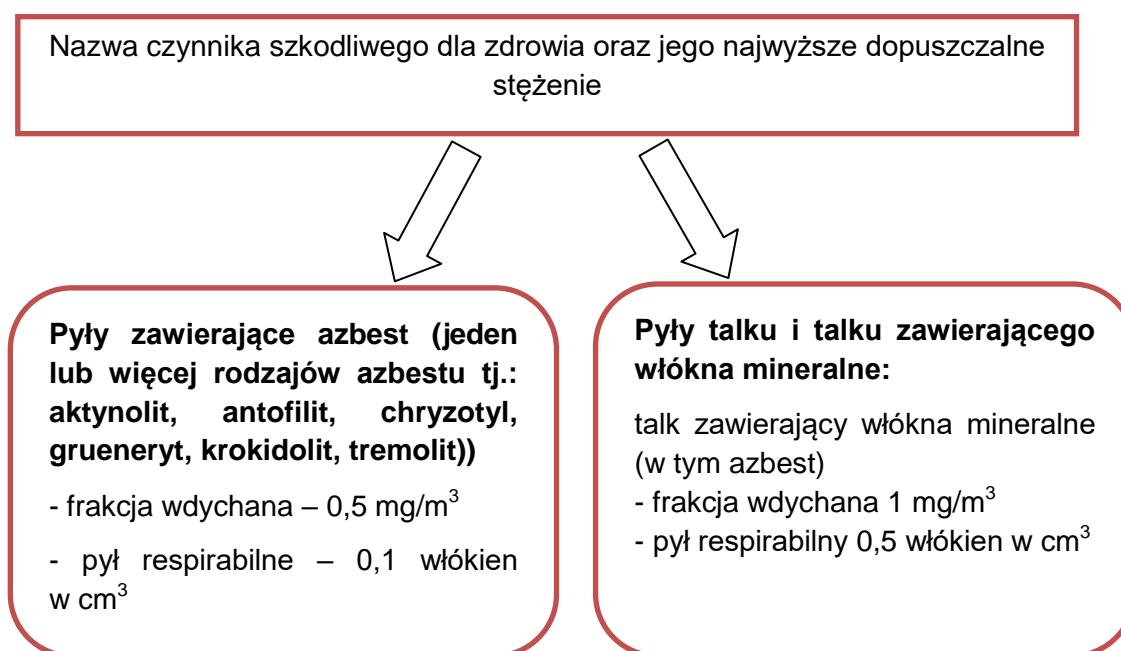 Nazwa czynnika szkodliwego dla zdrowia oraz jego najwyższe dopuszczalne
stężenie
Pyły zawierające azbest (jeden
lub więcej rodzajów azbestu tj.:
aktynolit, antofilit, chryzotyl,
grueneryt, krokidolit, tremolit))
- frakcja wdychana – 0,5 mg/m³
- pył respirabilne – 0,1 włókien
w cm³
Pyły talku i talku zawierającego
włókna mineralne:
talk zawierający włókna mineralne
(w tym azbest)
- frakcja wdychana 1 mg/m³
- pył respirabilny 0,5 włókien w cm³